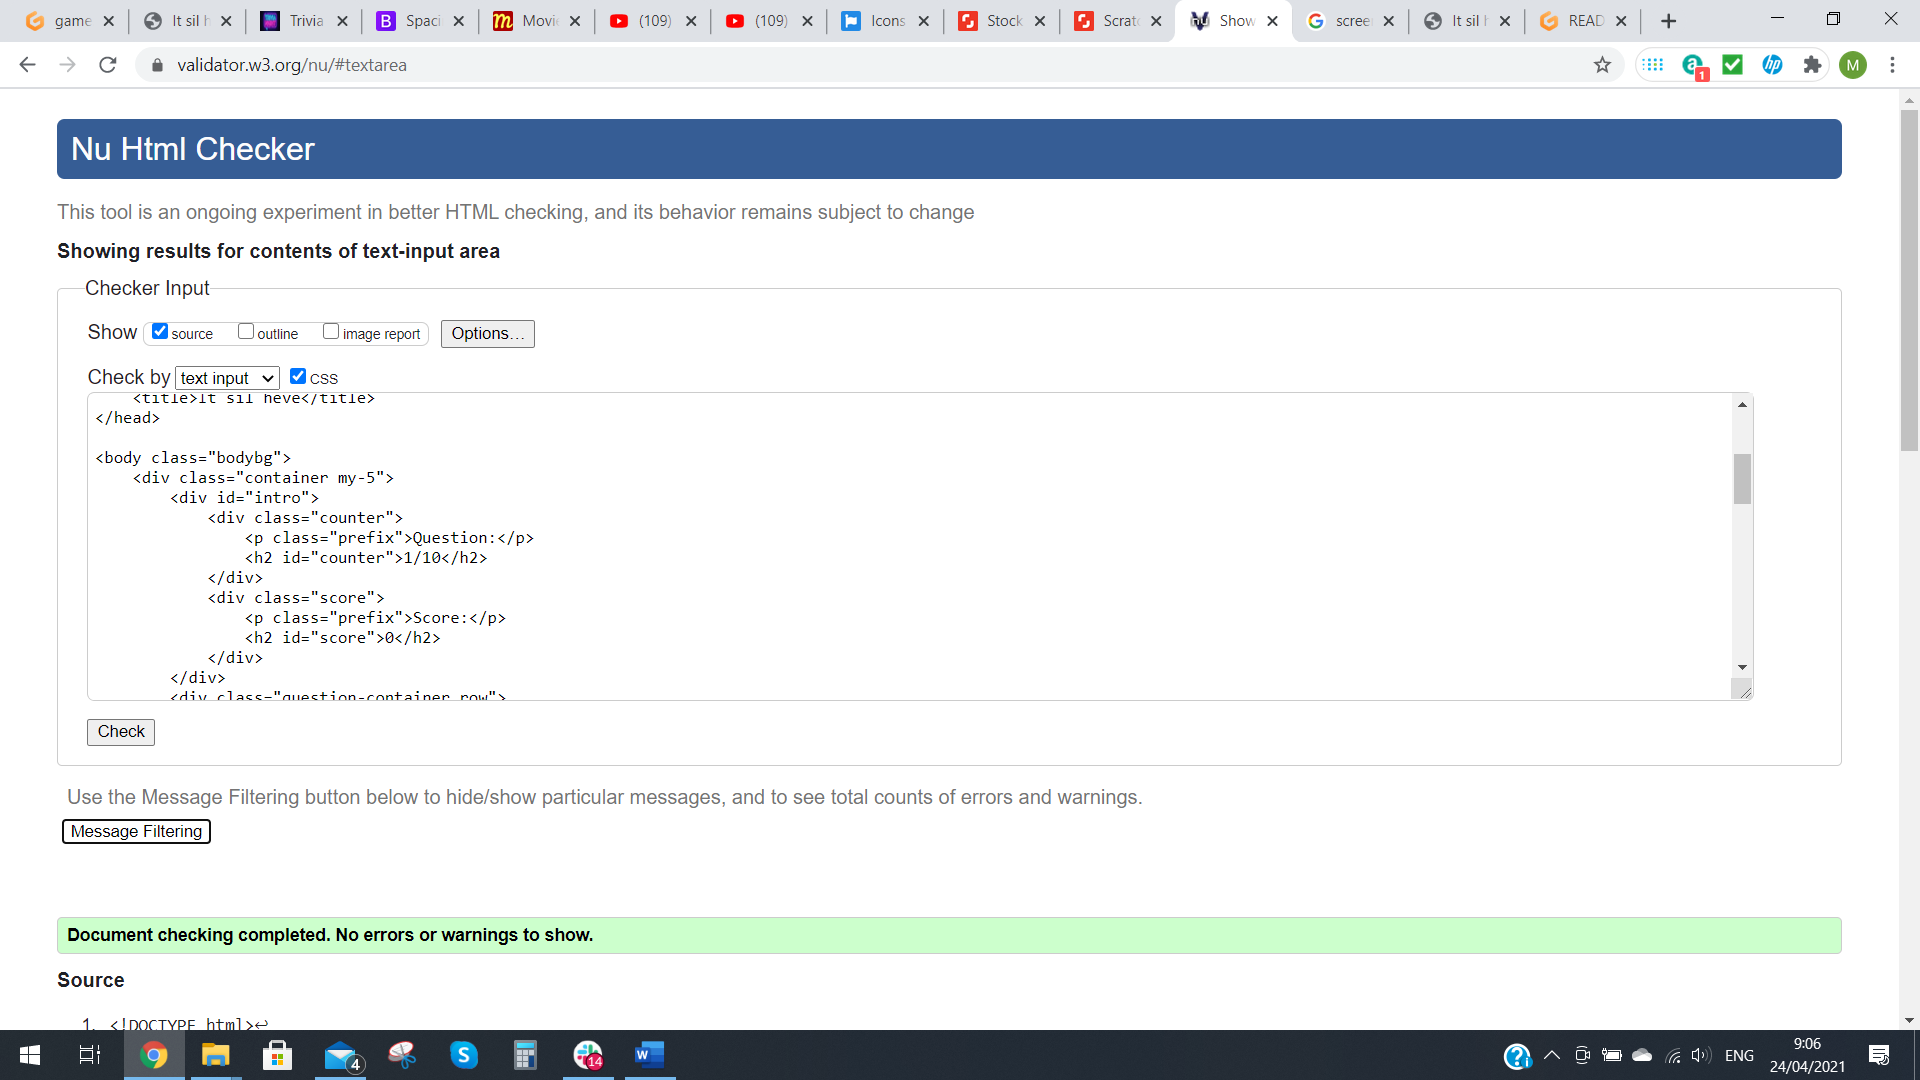 game
It sil h
Trivia
Spaci
Movie
(109)
(109)
Icons
Stock
Scratc
Show
scree
It sil h
READ
validator.w3.org/nu/#textarea
1
M
Nu Html Checker
This tool is an ongoing experiment in better HTML checking, and its behavior remains subject to change
Showing results for contents of text-input area
Checker Input
Show source outline image report Options...
Check by text input CSS
<title>It sil heve</title>
</head>
<body class="bodybg">
<div class="container my-5">
<div id="intro">
<div class="counter">
<p class="prefix">Question:</p>
<h2 id="counter">1/10</h2>
</div>
<div class="score">
<p class="prefix">Score:</p>
<h2 id="score">0</h2>
</div>
</div>
<div class="question-container row">
Check
Use the Message Filtering button below to hide/show particular messages, and to see total counts of errors and warnings.
Message Filtering
Document checking completed. No errors or warnings to show.
Source
1. <!DOCTYPE html>↩
4
14
ENG
9:06
24/04/2021